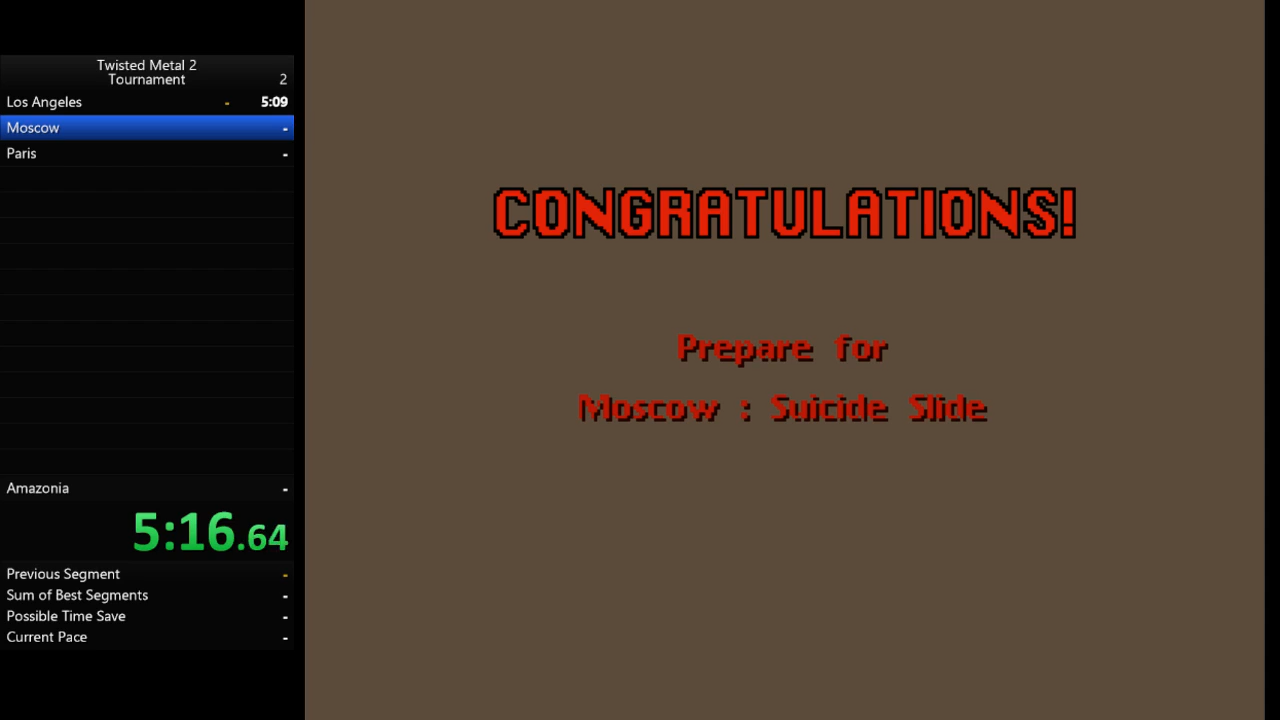 Twisted Metal 2
Tournament 2
Los Angeles - 5:09
Moscow -
Paris -
Amazonia -
5:16.64
Previous Segment -
Sum of Best Segments -
Possible Time Save -
Current Pace -
CONGRATULATIONS!
Prepare for
Moscow : Suicide Slide